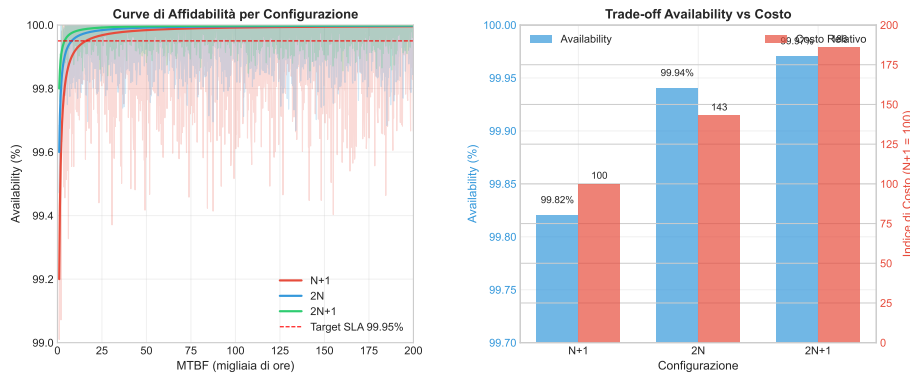 Curve di Affidabilità per Configurazione
100.0
99.8
99.6
99.4
99.2
99.0
Availability (%)
0
25
50
75
100
125
150
175
200
MTBF (migliaia di ore)
N+1
2N
2N+1
Target SLA 99.95%
Trade-off Availability vs Costo
Availability
Costo Relativo
100.00
99.95
99.90
99.85
99.80
99.75
99.70
Availability (%)
99.82%
100
99.94%
143
99.97%
N+1
2N
2N+1
Configurazione
200
175
150
125
100
75
50
25
0
Indice di Costo (N+1 = 100)